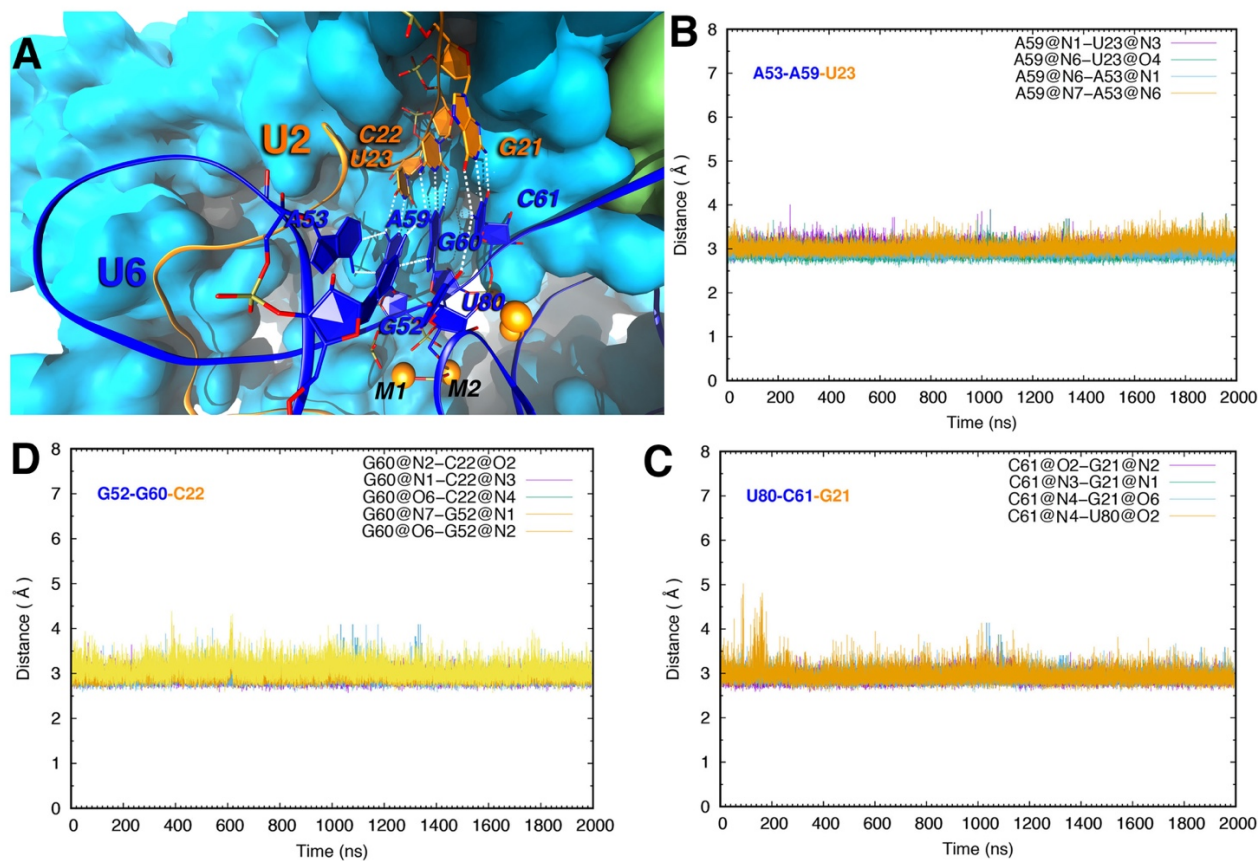 A
U2
C22
U23
G21
A53
A59
C61
G60
U6
U80
G52
M1
M2
B
8
7
6
5
4
3
2
1
0
Distance ( Å )
A53-A59-U23
A59@N1–U23@N3
A59@N6–U23@O4
A59@N6–A53@N1
A59@N7–A53@N6
0 200 400 600 800 1000 1200 1400 1600 1800 2000
Time (ns)
D
8
7
6
5
4
3
2
1
0
Distance ( Å )
G52-G60-C22
G60@N2–C22@O2
G60@N1–C22@N3
G60@O6–C22@N4
G60@N7–G52@N1
G60@O6–G52@N2
0 200 400 600 800 1000 1200 1400 1600 1800 2000
Time (ns)
C
8
7
6
5
4
3
2
1
0
Distance ( Å )
U80-C61-G21
C61@O2–G21@N2
C61@N3–G21@N1
C61@N4–G21@O6
C61@N4–U80@O2
0 200 400 600 800 1000 1200 1400 1600 1800 2000
Time (ns)